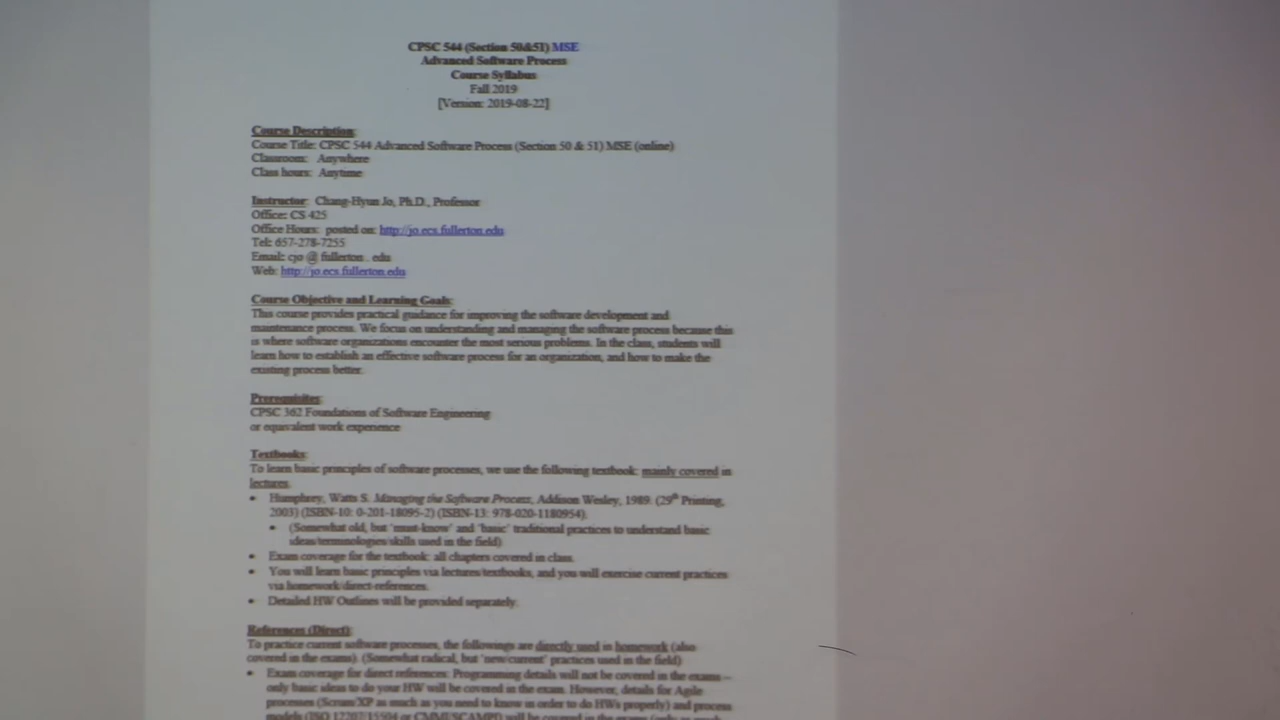 CPSC 544 (Section 50&51) MSE
Advanced Software Process
Course Syllabus
Fall 2019
[Version: 2019-08-22]
Course Description:
Course Title: CPSC 544 Advanced Software Process (Section 50 & 51) MSE (online)
Classroom: Anywhere
Class hours: Anytime
Instructor: Chang-Hyun Jo, Ph.D., Professor
Office: CS 425
Office Hours: posted on: http://jo.ecs.fullerton.edu
Tel: 657-278-7255
Email: cjo @ fullerton . edu
Web: http://jo.ecs.fullerton.edu
Course Objective and Learning Goals:
This course provides practical guidance for improving the software development and
maintenance process. We focus on understanding and managing the software process because this
is where software organizations encounter the most serious problems. In the class, students will
learn how to establish an effective software process for an organization, and how to make the
existing process better.
Prerequisites:
CPSC 362 Foundations of Software Engineering
or equivalent work experience
Textbooks:
To learn basic principles of software processes, we use the following textbook: mainly covered in
lectures.
• Humphrey, Watts S. Managing the Software Process, Addison Wesley, 1989. (29th Printing,
2003) (ISBN-10: 0-201-18095-2) (ISBN-13: 978-020-1180954).
• (Somewhat old, but 'must-know' and 'basic' traditional practices to understand basic
ideas/terminologies/skills used in the field)
• Exam coverage for the textbook: all chapters covered in class.
• You will learn basic principles via lectures/textbooks, and you will exercise current practices
via homework/direct-references.
• Detailed HW Outlines will be provided separately.
References (Direct)
To practice current software processes, the followings are directly used in homework (also
covered in the exams). (Somewhat radical, but 'new/current' practices used in the field)
• Exam coverage for direct references: Programming details will not be covered in the exams –
only basic ideas to do your HW will be covered in the exam. However, details for Agile
processes (Scrum/XP as much as you need to know in order to do HWs properly) and process
models (ISO 12207/15504 or CMMI/SCAMPI) will be covered in the exams